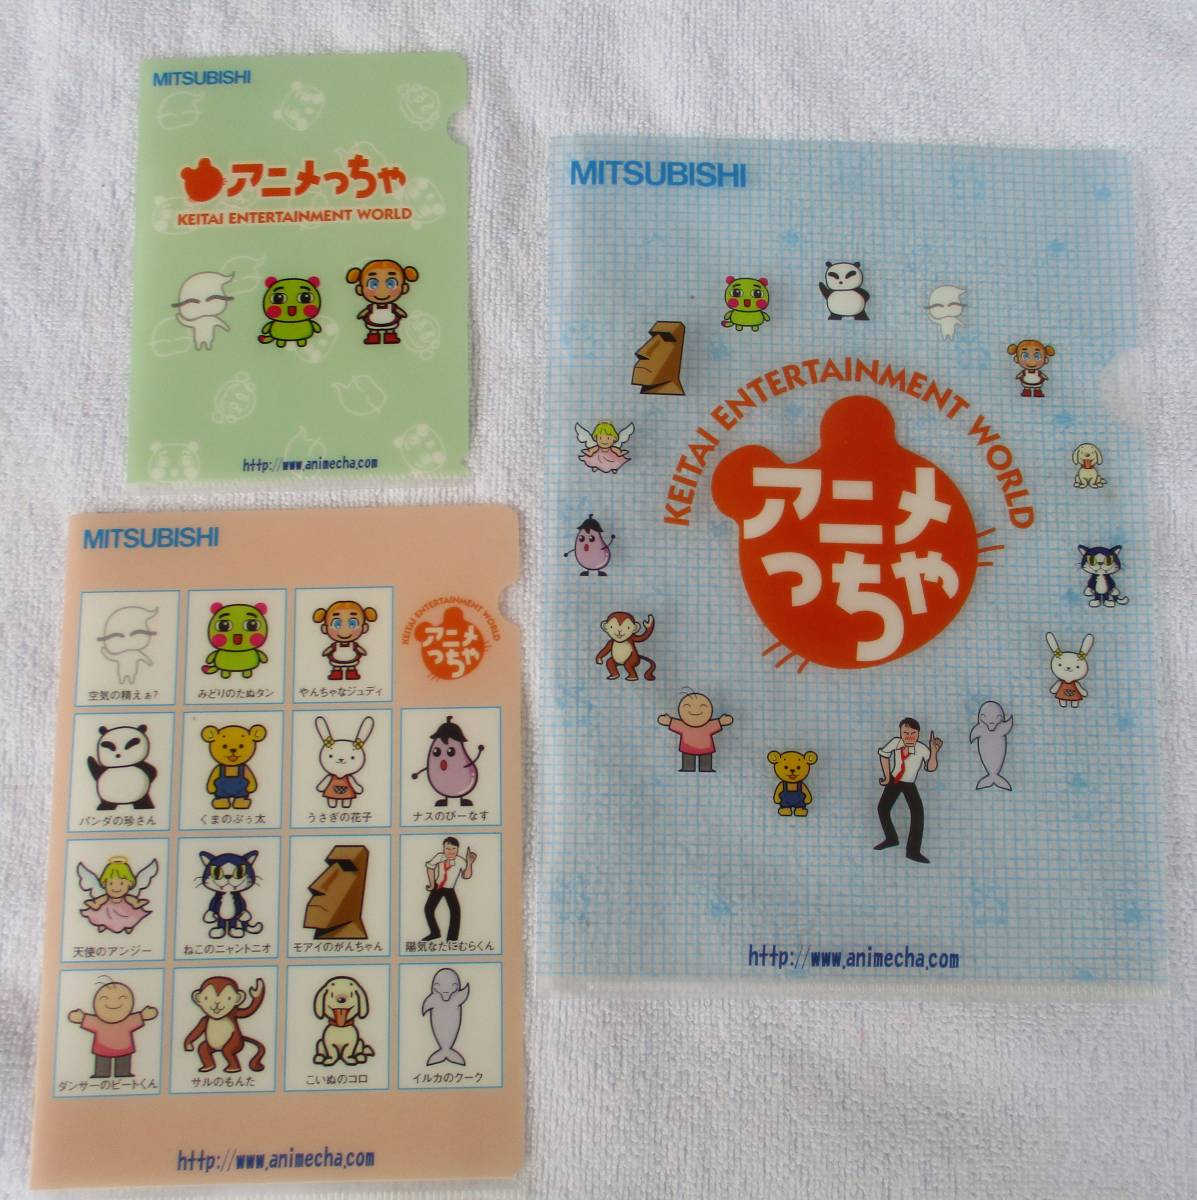 MITSUBISHI
アニメっちゃ
KEITAI ENTERTAINMENT WORLD
http://www.animecha.com
MITSUBISHI
KEITAI ENTERTAINMENT WORLD
アニメ
っちゃ
空気の精えぁ?
みどりのたぬタン
やんちゃなジュディ
パンダの珍さん
くまのぷぅ太
うさぎの花子
ナスのびーなす
天使のアンジー
ねこのニャントニオ
モアイのがんちゃん
陽気なたにむらくん
ダンサーのビートくん
サルのもんた
こいぬのコロ
イルカのクーク
http://www.animecha.com
MITSUBISHI
KEITAI ENTERTAINMENT WORLD
アニメ
っちゃ
http://www.animecha.com